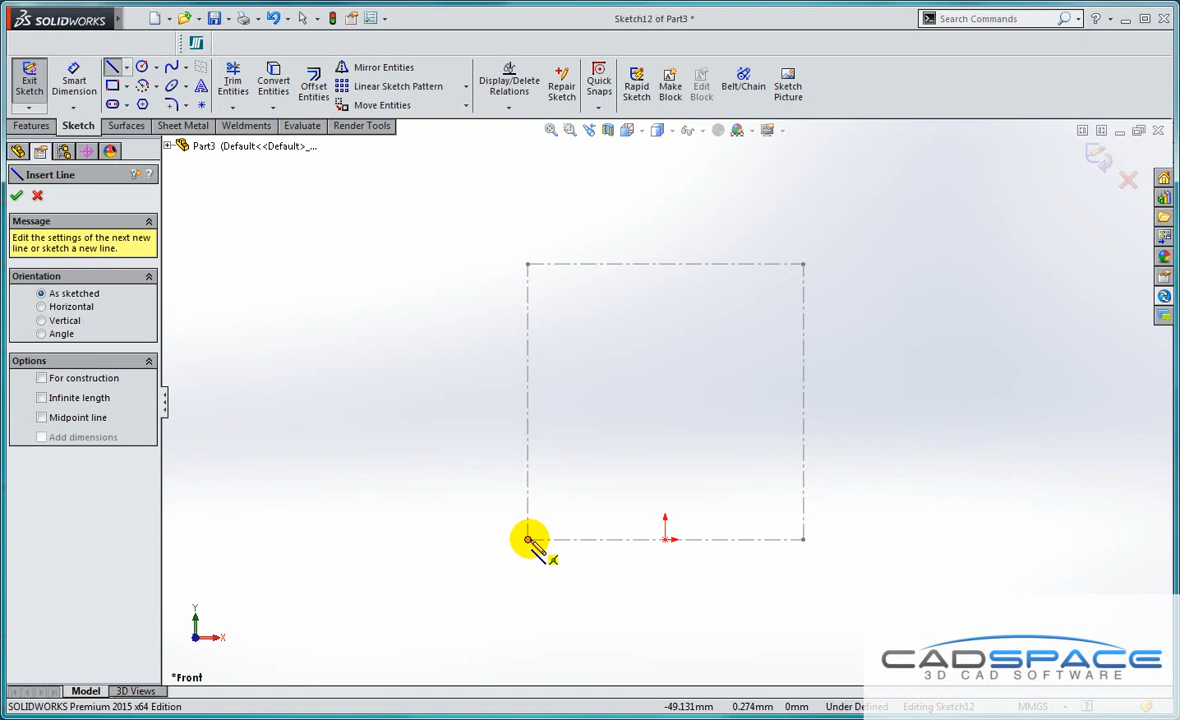 SOLIDWORKS
Sketch12 of Part3 *
Search Commands
Exit Sketch
Smart Dimension
Trim Entities
Convert Entities
Offset Entities
Mirror Entities
Linear Sketch Pattern
Move Entities
Display/Delete Relations
Repair Sketch
Quick Snaps
Rapid Sketch
Make Block
Edit Block
Belt/Chain
Sketch Picture
Features
Sketch
Surfaces
Sheet Metal
Weldments
Evaluate
Render Tools
Part3 (Default<<Default>_...
Insert Line
Message
Edit the settings of the next new
line or sketch a new line.
Orientation
As sketched
Horizontal
Vertical
Angle
Options
For construction
Infinite length
Midpoint line
Add dimensions
Y
X
*Front
CADSPACE
3D CAD SOFTWARE
Model
3D Views
SOLIDWORKS Premium 2015 x64 Edition
-49.131mm
0.274mm
0mm
Under Defined
Editing Sketch12
MMGS